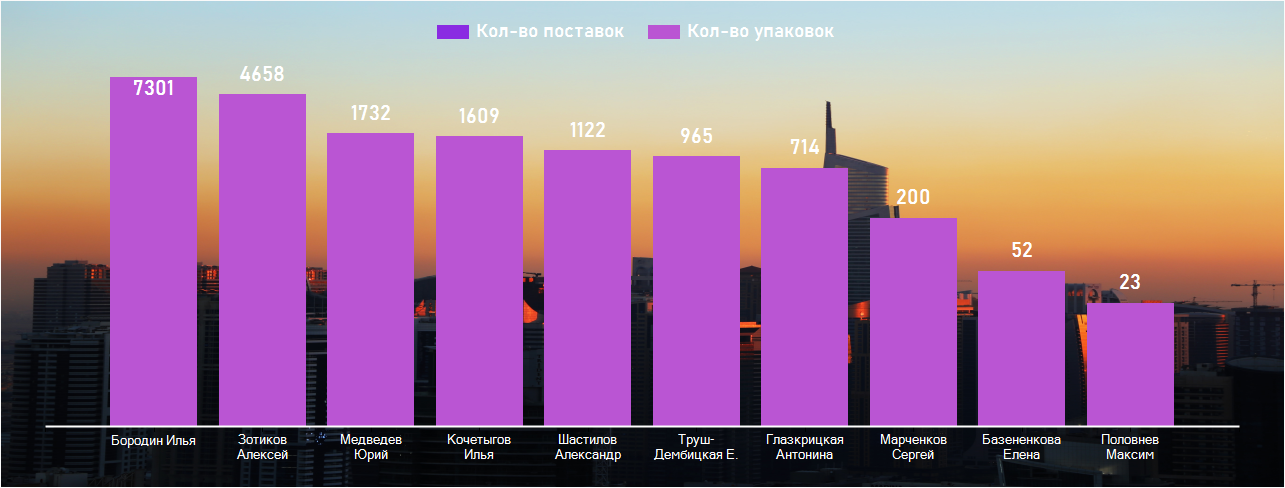 Кол-во поставок Кол-во упаковок
7301 4658 1732 1609 1122 965 714 200 52 23
Бородин Илья
Зотиков
Алексей
Медведев
Юрий
Кочетыгов
Илья
Шастилов
Александр
Труш-
Дембицкая Е.
Глазкрицкая
Антонина
Марченков
Сергей
Базененкова
Елена
Половнев
Максим